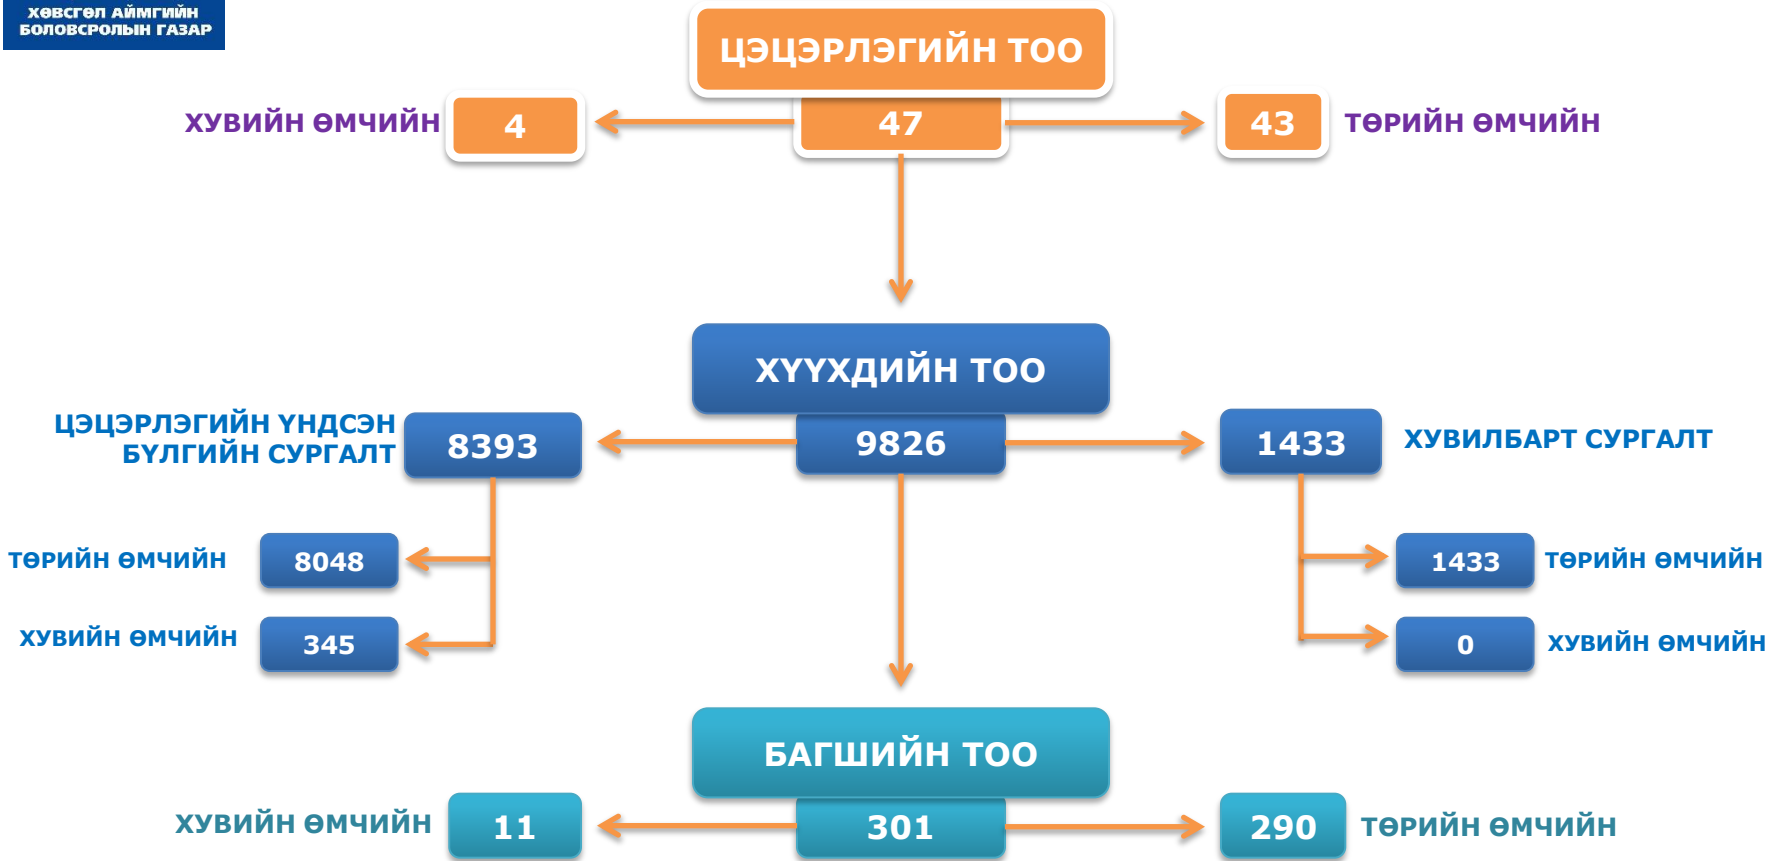 ХӨВСГӨЛ АЙМГИЙН
БОЛОВСРОЛЫН ГАЗАР
ЦЭЦЭРЛЭГИЙН ТОО
ХУВИЙН ӨМЧИЙН
4
47
43
ТӨРИЙН ӨМЧИЙН
ХҮҮХДИЙН ТОО
ЦЭЦЭРЛЭГИЙН ҮНДСЭН
БҮЛГИЙН СУРГАЛТ
8393
9826
1433
ХУВИЛБАРТ СУРГАЛТ
ТӨРИЙН ӨМЧИЙН
8048
1433
ТӨРИЙН ӨМЧИЙН
ХУВИЙН ӨМЧИЙН
345
0
ХУВИЙН ӨМЧИЙН
БАГШИЙН ТОО
ХУВИЙН ӨМЧИЙН
11
301
290
ТӨРИЙН ӨМЧИЙН